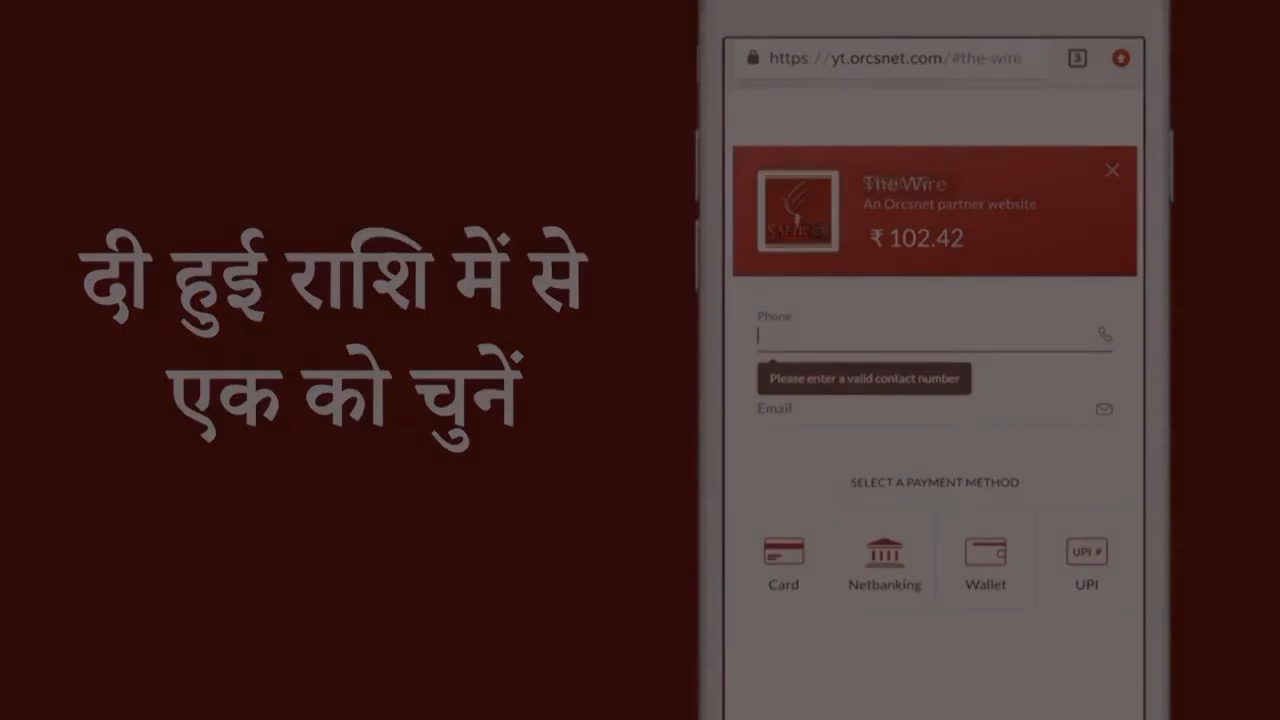 दी हुई राशि में से
एक को चुनें
https://yt.orcsnet.com/#the-wire
3
The Wire
An Orcsnet partner website
₹ 102.42
Phone
Please enter a valid contact number
Email
SELECT A PAYMENT METHOD
Card
Netbanking
Wallet
UPI
UPI